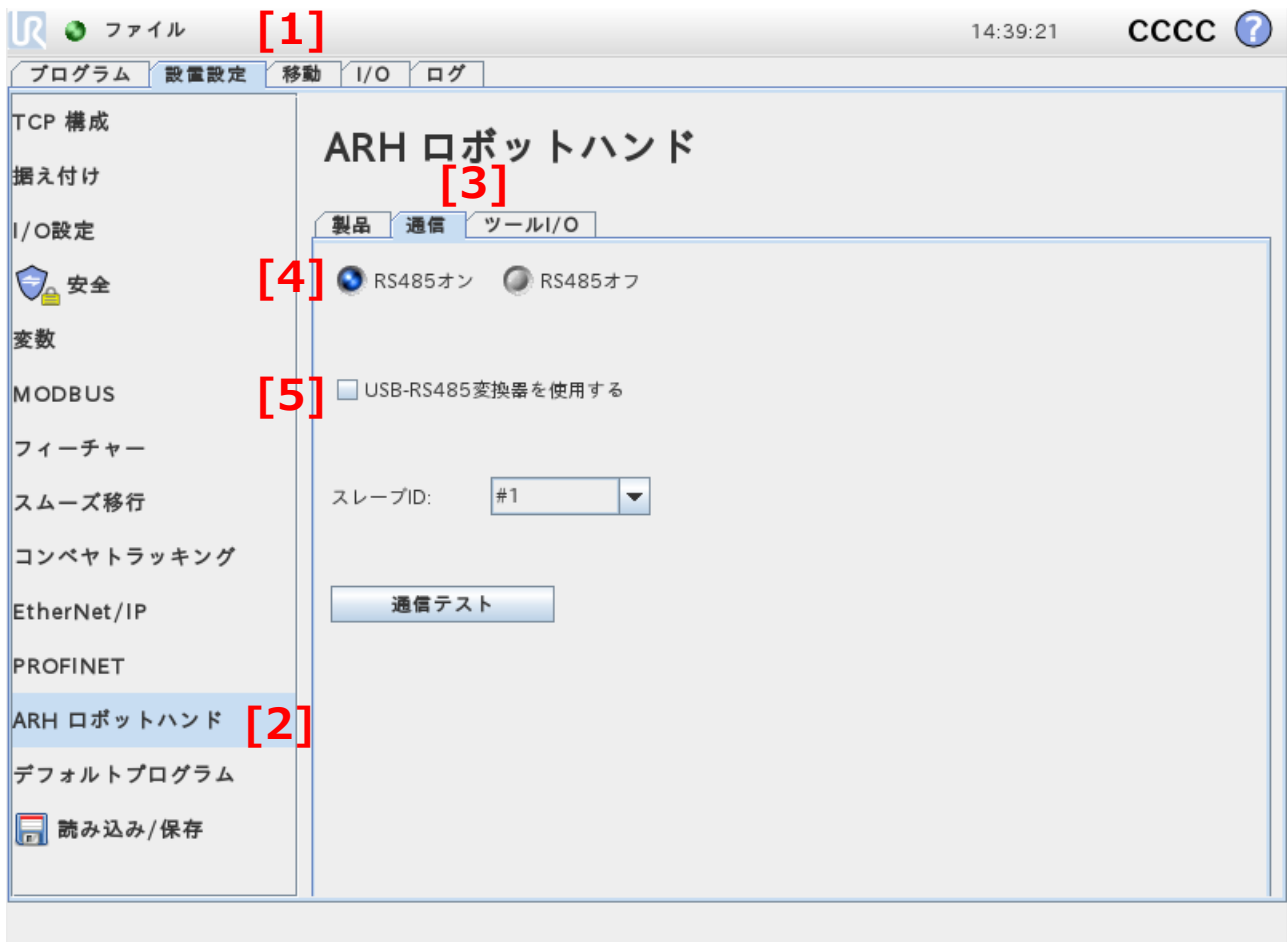 UR ファイル [1] 14:39:21 CCCC ?
プログラム 設置設定 移動 I/O ログ
TCP 構成
据え付け
I/O設定
安全
変数
MODBUS
フィーチャー
スムーズ移行
コンベヤトラッキング
EtherNet/IP
PROFINET
ARH ロボットハンド [2]
デフォルトプログラム
読み込み/保存
ARH ロボットハンド
[3]
製品 通信 ツールI/O
[4] RS485オン RS485オフ
[5] USB-RS485変換器を使用する
スレーブID: #1
通信テスト